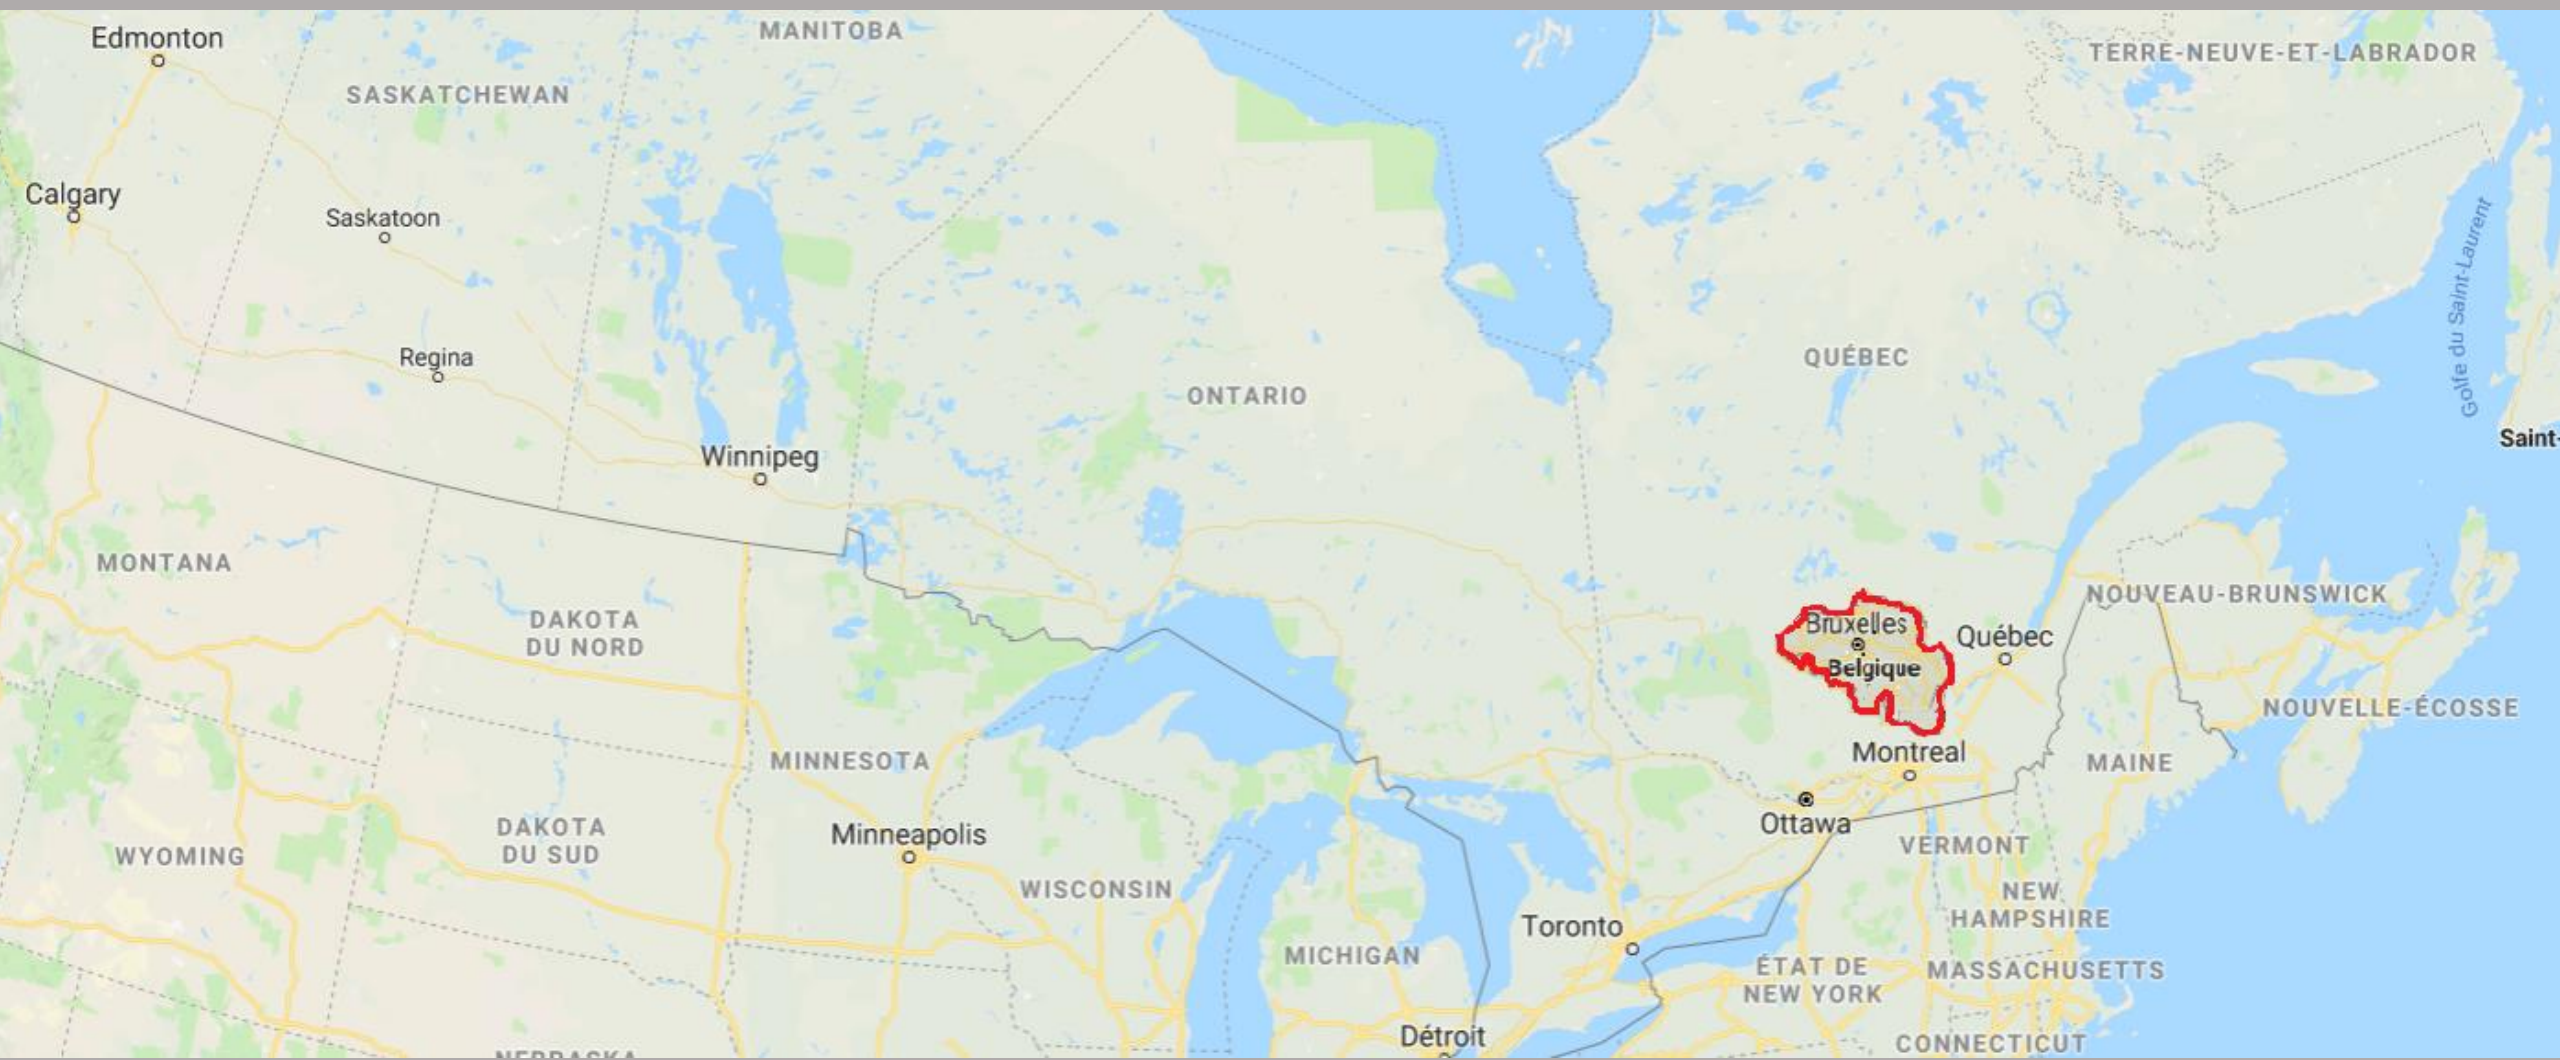 Edmonton
MANITOBA
TERRE-NEUVE-ET-LABRADOR
SASKATCHEWAN
Calgary
Saskatoon
Golfe du Saint-Laurent
Regina
QUÉBEC
ONTARIO
Saint-
Winnipeg
MONTANA
NOUVEAU-BRUNSWICK
DAKOTA
DU NORD
Bruxelles
Québec
Belgique
NOUVELLE-ÉCOSSE
Montreal
MINNESOTA
MAINE
Ottawa
DAKOTA
DU SUD
Minneapolis
VERMONT
WYOMING
WISCONSIN
NEW
HAMPSHIRE
Toronto
MICHIGAN
ÉTAT DE
NEW YORK
MASSACHUSETTS
Détroit
CONNECTICUT
NEBRASKA